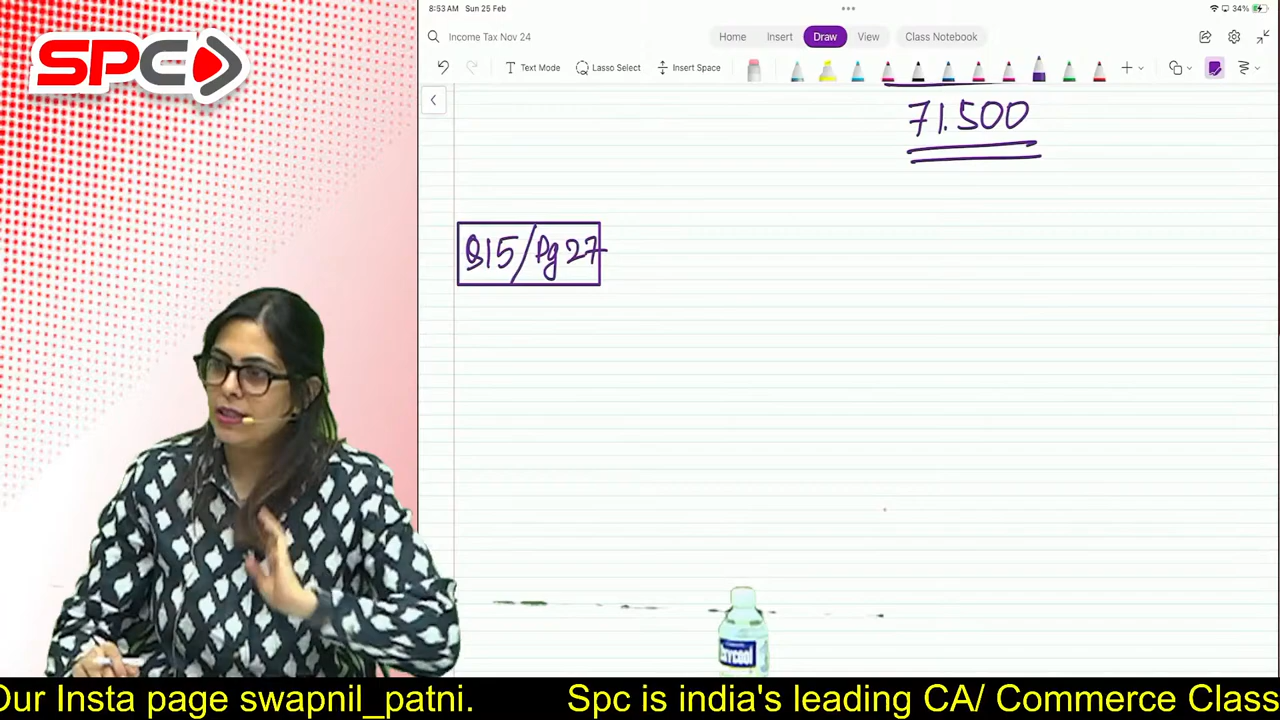 8:53 AM Sun 25 Feb
34%
SPC
Income Tax Nov 24
Home Insert Draw View Class Notebook
Text Mode Lasso Select Insert Space
71.500
Q15/Pg 27
Our Insta page swapnil_patni. Spc is india's leading CA/ Commerce Class